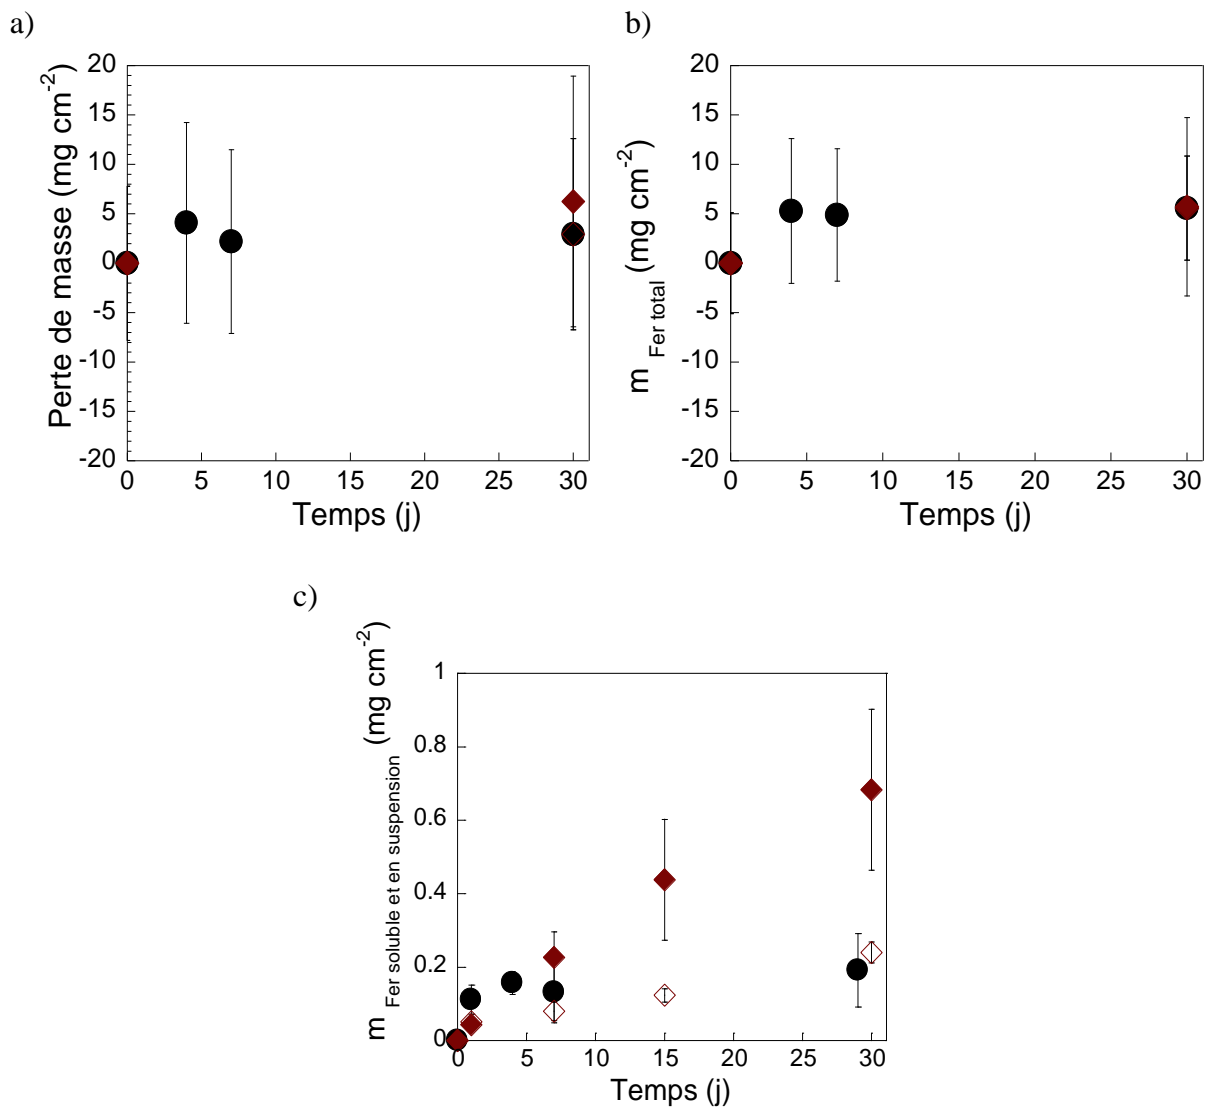 a)
b)
Perte de masse (mg cm-2)
20
15
10
5
0
-5
-10
-15
-20
0 5 10 15 20 25 30
Temps (j)
m Fer total (mg cm-2)
20
15
10
5
0
-5
-10
-15
-20
0 5 10 15 20 25 30
Temps (j)
c)
m Fer soluble et en suspension (mg cm-2)
1
0.8
0.6
0.4
0.2
0
0 5 10 15 20 25 30
Temps (j)